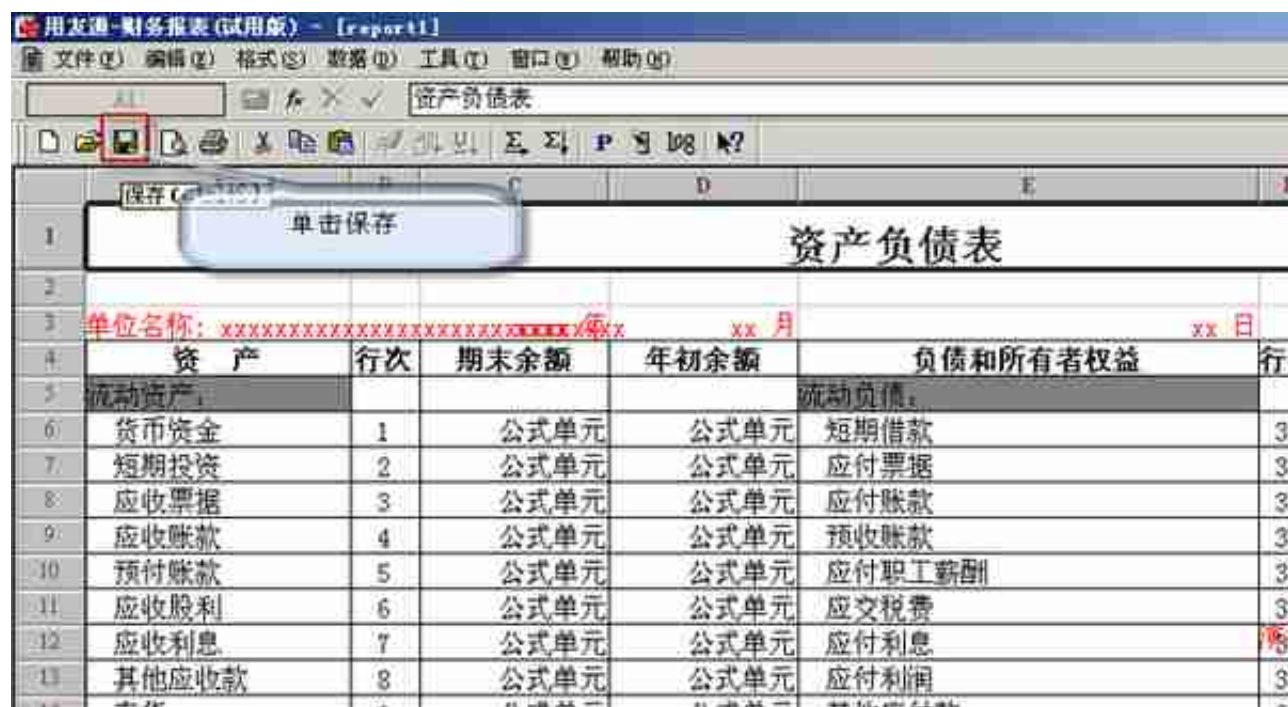 用友通-财务报表(试用版) - [report1]
文件(F) 编辑(E) 格式(S) 数据(D) 工具(T) 窗口(W) 帮助(H)
A1 fx 资产负债表
Σ Σ P log
保存
C D E
单击保存
1 资产负债表
2
3 单位名称: xxxxxxxxxxxxxxxxxxxxxxxxxxxxx 年 xx 月 xx 日
4 资 产 行次 期末余额 年初余额 负债和所有者权益 行
5 流动资产: 流动负债:
6 货币资金 1 公式单元 公式单元 短期借款 3
7 短期投资 2 公式单元 公式单元 应付票据 3
8 应收票据 3 公式单元 公式单元 应付账款 3
9 应收账款 4 公式单元 公式单元 预收账款 3
10 预付账款 5 公式单元 公式单元 应付职工薪酬 3
11 应收股利 6 公式单元 公式单元 应交税费 3
12 应收利息 7 公式单元 公式单元 应付利息
13 其他应收款 8 公式单元 公式单元 应付利润 3